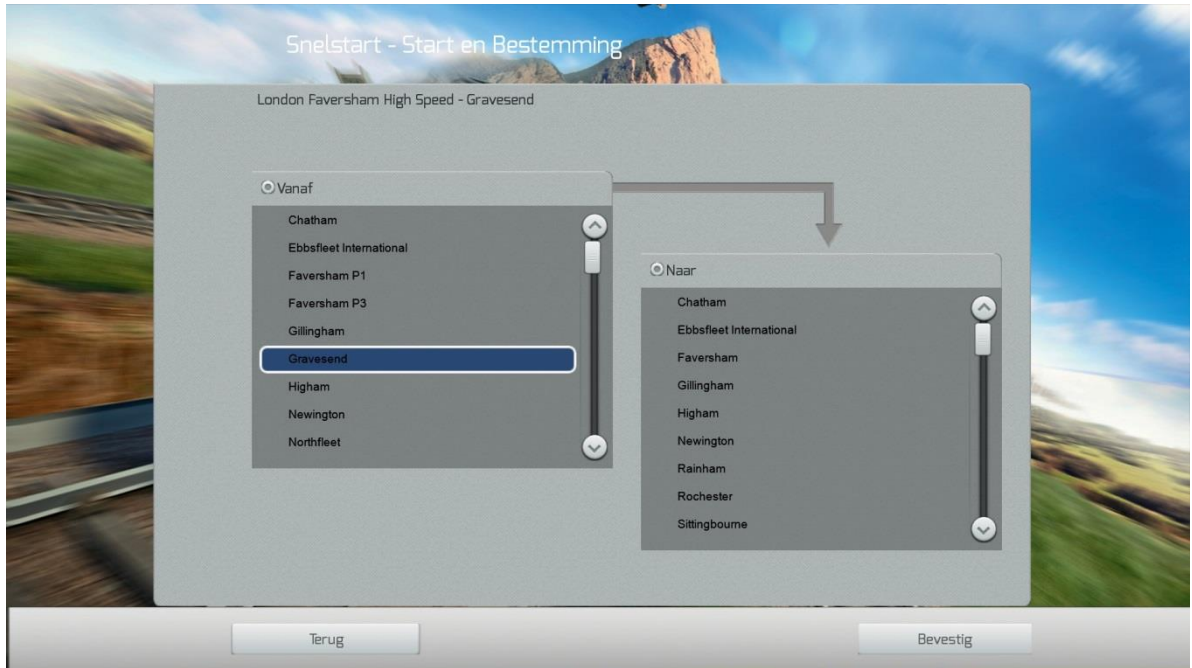 Snelstart - Start en Bestemming
London Faversham High Speed - Gravesend
Vanaf
Chatham
Ebbsfleet International
Faversham P1
Faversham P3
Gillingham
Gravesend
Higham
Newington
Northfleet
Naar
Chatham
Ebbsfleet International
Faversham
Gillingham
Higham
Newington
Rainham
Rochester
Sittingbourne
Terug
Bevestig